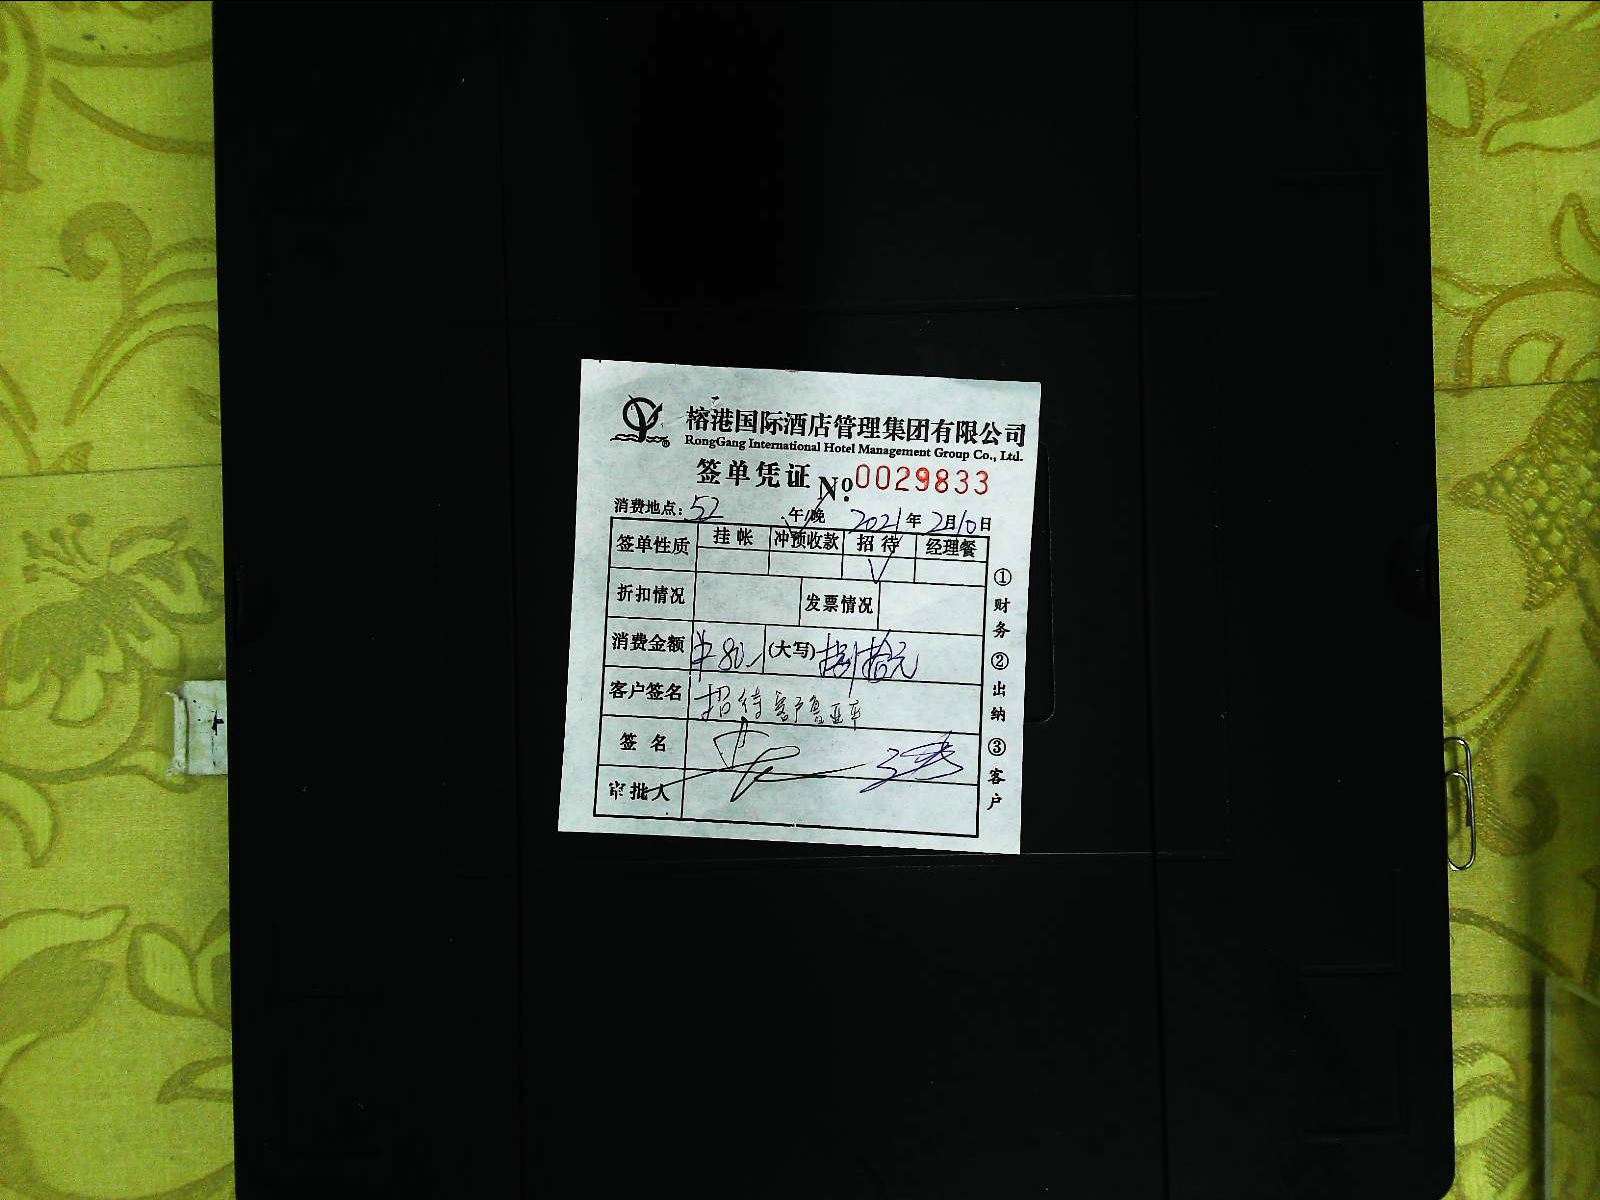 榕港国际酒店管理集团有限公司
RongGang International Hotel Management Group Co., Ltd.
签单凭证 Nº: 0029833
消费地点: 52 午/晚 2021年2月10日
签单性质 挂帐 冲预收款 招待 经理餐
V
折扣情况 发票情况
消费金额 ¥80- (大写) 捌拾元
客户签名 招待客户
签名
审批人
①财务 ②出纳 ③客户